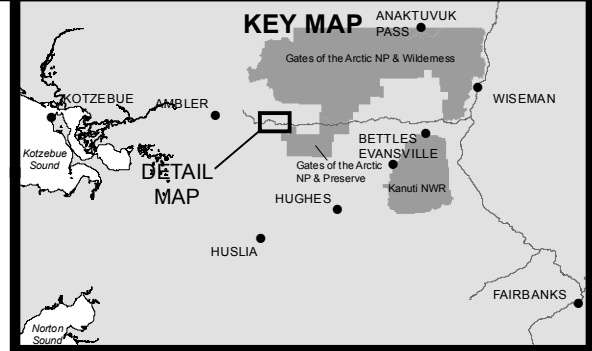 KEY MAP
ANAKTUVUK
PASS
Gates of the Arctic NP & Wilderness
KOTZEBUE
AMBLER
WISEMAN
Kotzebue
Sound
BETTLES
EVANSVILLE
DETAIL
MAP
Gates of the Arctic
NP & Preserve
Kanuti NWR
HUGHES
HUSLIA
FAIRBANKS
Norton
Sound